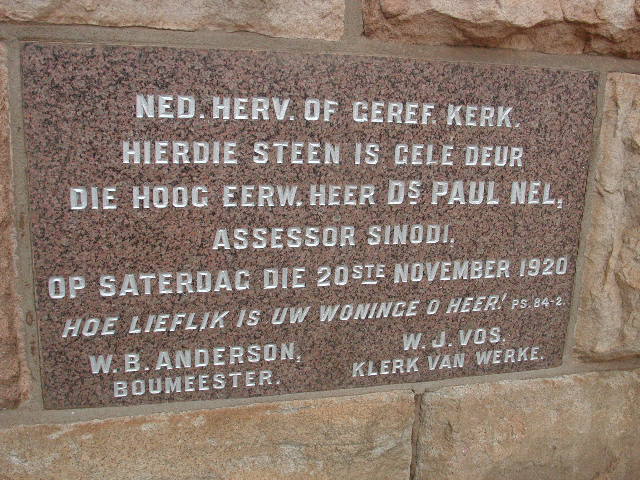 NED. HERV. OF GEREF. KERK.
HIERDIE STEEN IS GELE DEUR
DIE HOOG EERW. HEER DS PAUL NEL,
ASSESSOR SINODI.
OP SATERDAG DIE 20STE NOVEMBER 1920
HOE LIEFLIK IS UW WONINGE O HEER! PS. 84-2.
W. B. ANDERSON, W. J. VOS.
BOUMEESTER. KLERK VAN WERKE.